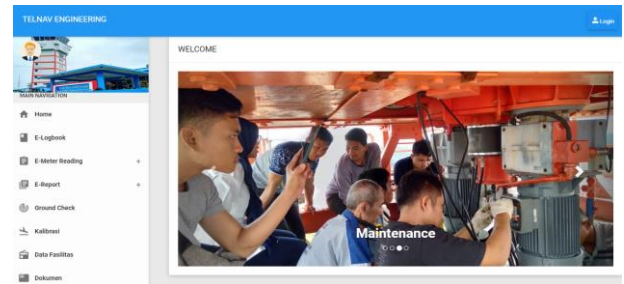 TELNAV ENGINEERING
Login
WELCOME
MAIN NAVIGATION
Home
E-Logbook
E-Meter Reading +
E-Report +
Ground Check
Kalibrasi
Data Fasilitas
Dokumen
Maintenance